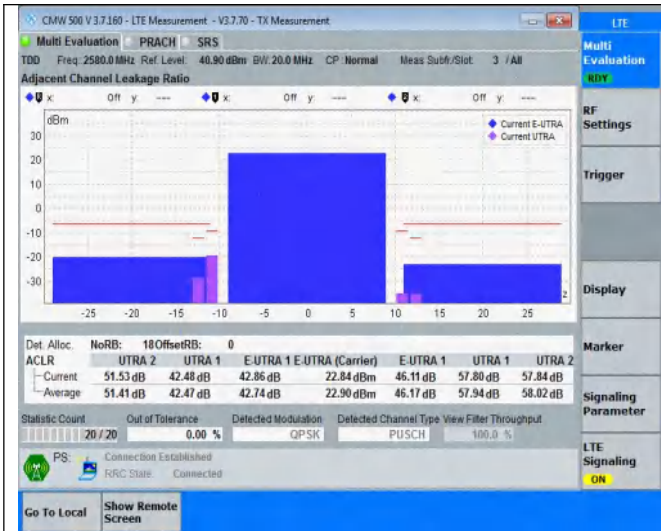 CMW 500 V 3.7.160 - LTE Measurement - V3.7.70 - TX Measurement
LTE
Multi Evaluation PRACH SRS
TDD Freq.:2580.0 MHz Ref. Level: 40.90 dBm BW:20.0 MHz CP :Normal Meas Subfr./Slot: 3 / All
Adjacent Channel Leakage Ratio
x: Off y: --- x: Off y: --- x: Off y: ---
dBm
Current E-UTRA
Current UTRA
30
20
10
0
-10
-20
-30
-25 -20 -15 -10 -5 0 5 10 15 20 25
Det. Alloc. NoRB: 18 OffsetRB: 0
ACLR UTRA 2 UTRA 1 E-UTRA 1 E-UTRA (Carrier) E-UTRA 1 UTRA 1 UTRA 2
Current 51.53 dB 42.48 dB 42.86 dB 22.84 dBm 46.11 dB 57.80 dB 57.84 dB
Average 51.41 dB 42.47 dB 42.74 dB 22.90 dBm 46.17 dB 57.94 dB 58.02 dB
Statistic Count Out of Tolerance Detected Modulation Detected Channel Type View Filter Throughput
20 / 20 0.00 % QPSK PUSCH 100.0 %
PS: Connection Established
RRC State: Connected
Multi
Evaluation
RDY
RF
Settings
Trigger
Display
Marker
Signaling
Parameter
LTE
Signaling
ON
Go To Local
Show Remote
Screen